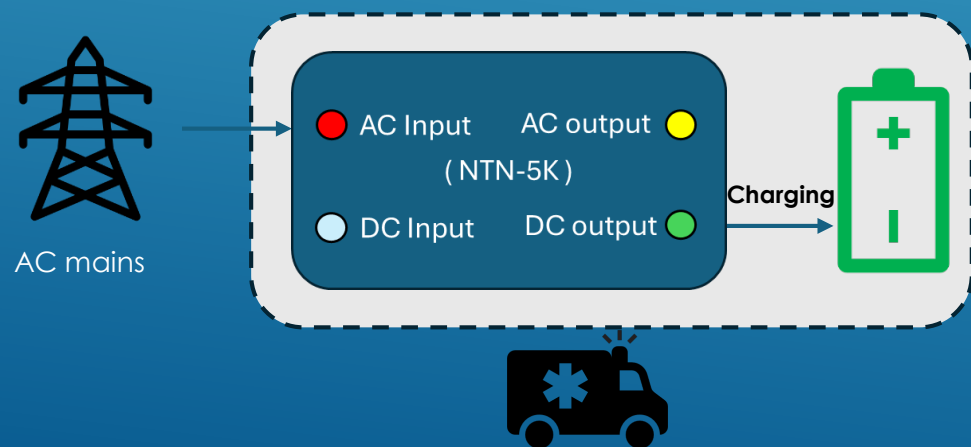 AC Input AC output
( NTN-5K )
Charging
DC Input DC output
AC mains